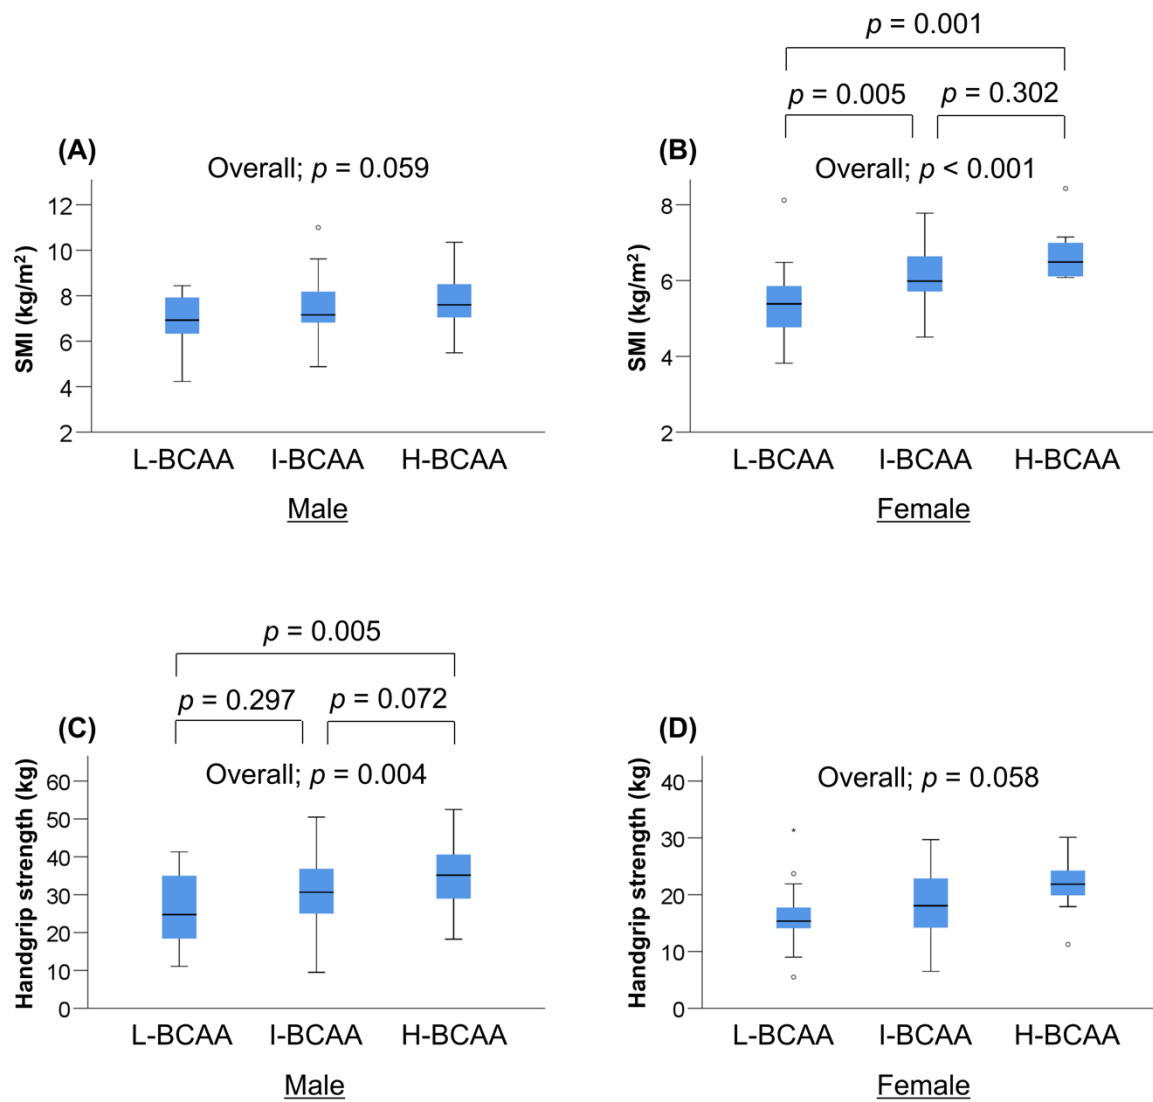 p = 0.001
p = 0.005 p = 0.302
(A) (B)
Overall; p = 0.059
Overall; p < 0.001
SMI (kg/m²)
12
10
8
6
4
2
L-BCAA I-BCAA H-BCAA
Male
SMI (kg/m²)
8
6
4
2
L-BCAA I-BCAA H-BCAA
Female
p = 0.005
p = 0.297 p = 0.072
(C)
Overall; p = 0.004
Handgrip strength (kg)
60
50
40
30
20
10
0
L-BCAA I-BCAA H-BCAA
Male
(D)
Overall; p = 0.058
Handgrip strength (kg)
40
30
20
10
0
L-BCAA I-BCAA H-BCAA
Female